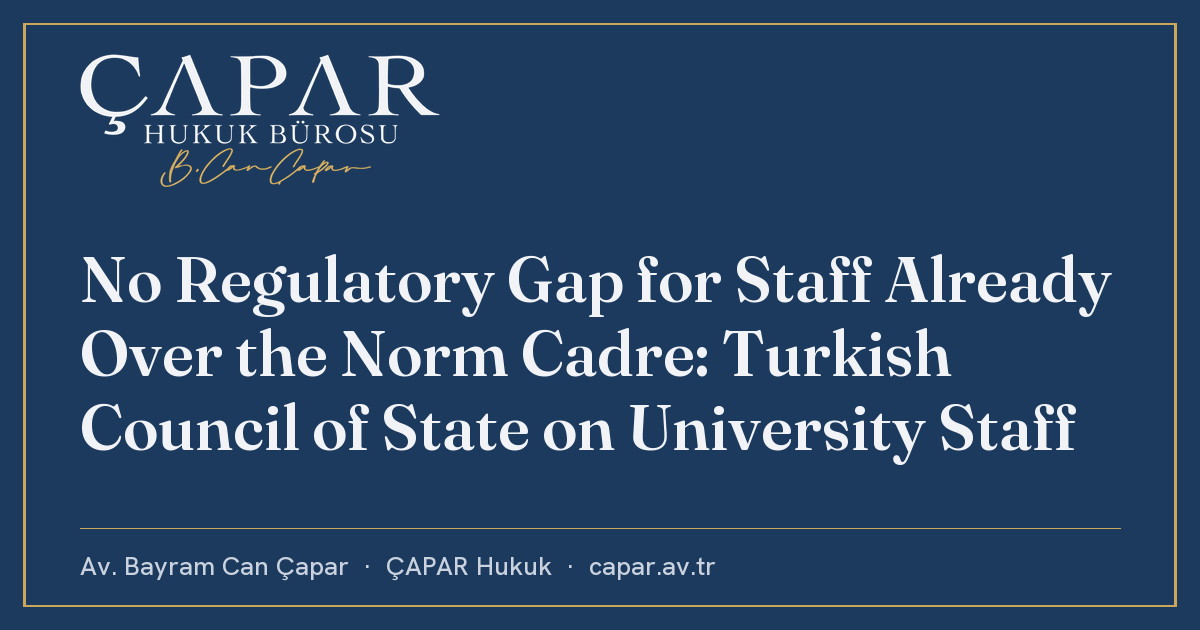 ÇAPAR
HUKUK BÜROSU
B.Can Çapar
No Regulatory Gap for Staff Already
Over the Norm Cadre: Turkish
Council of State on University Staff
Av. Bayram Can Çapar · ÇAPAR Hukuk · capar.av.tr